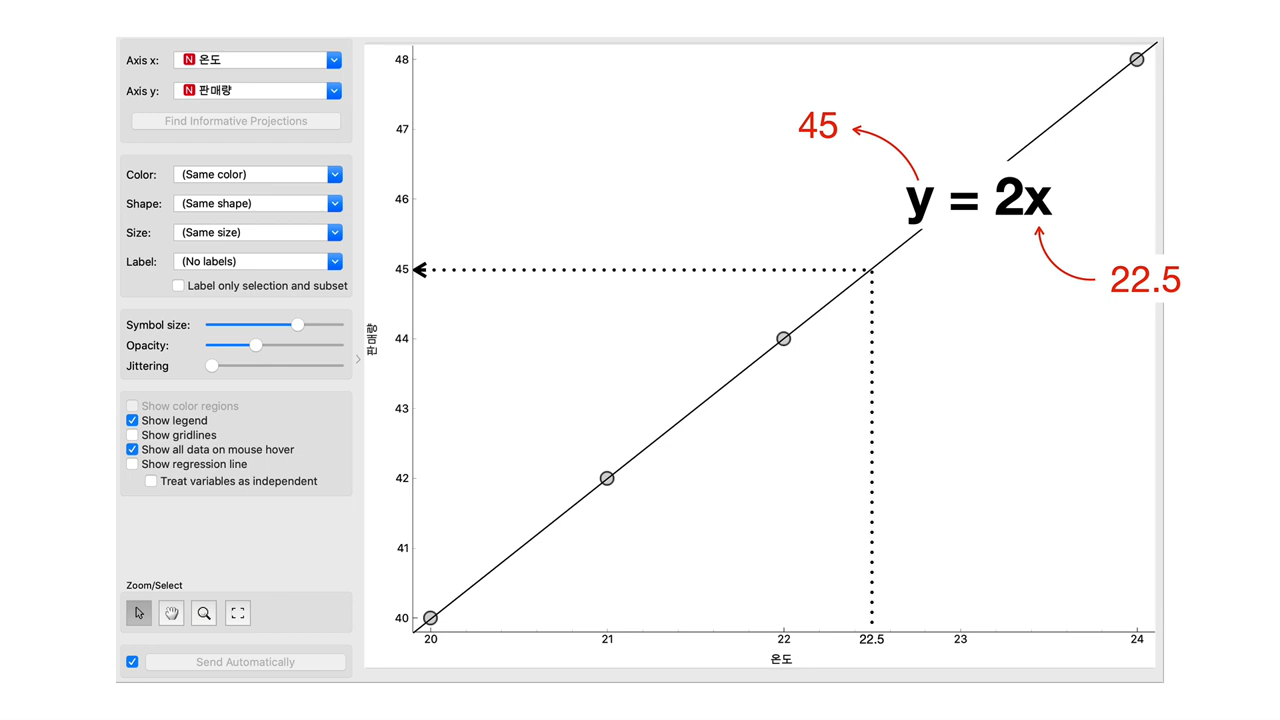 Axis x: N 온도
Axis y: N 판매량
Find Informative Projections
Color: (Same color)
Shape: (Same shape)
Size: (Same size)
Label: (No labels)
Label only selection and subset
Symbol size:
Opacity:
Jittering
Show color regions
Show legend
Show gridlines
Show all data on mouse hover
Show regression line
Treat variables as independent
Zoom/Select
Send Automatically
48
47
46
45
44
43
42
41
40
판매량
20 21 22 22.5 23 24
온도
45
y = 2x
22.5